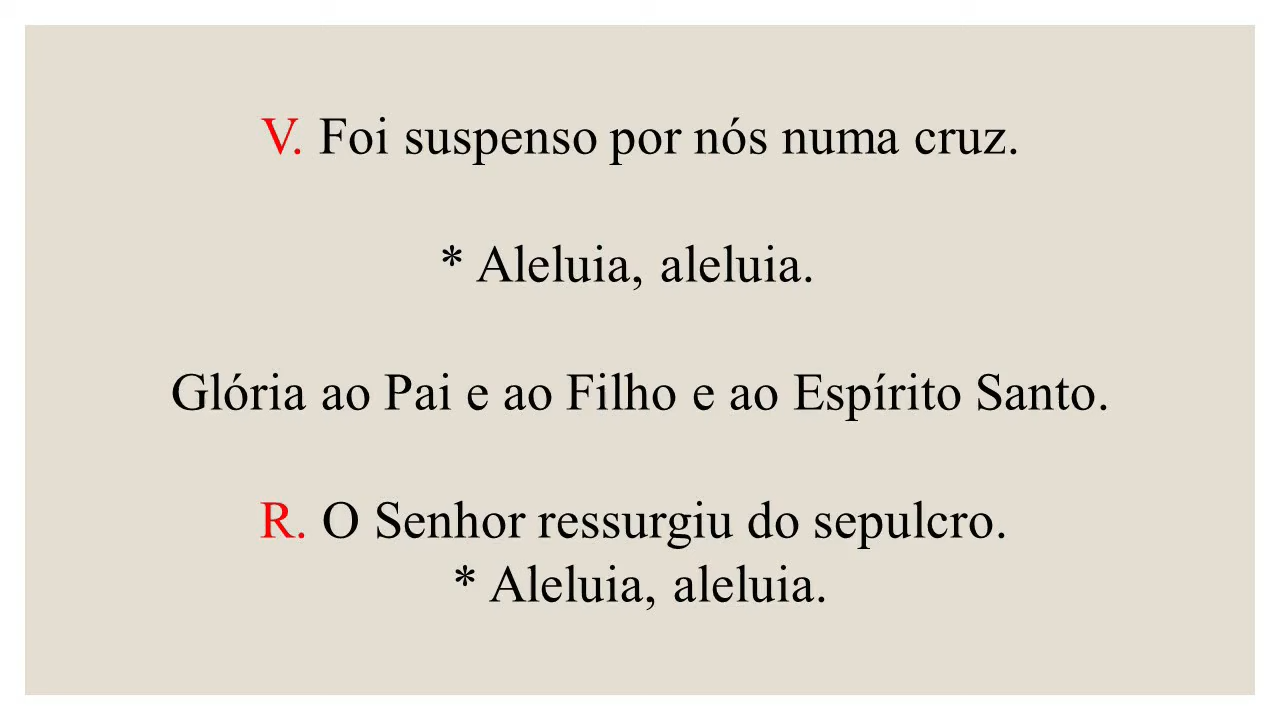 V. Foi suspenso por nós numa cruz.
* Aleluia, aleluia.
Glória ao Pai e ao Filho e ao Espírito Santo.
R. O Senhor ressurgiu do sepulcro.
* Aleluia, aleluia.